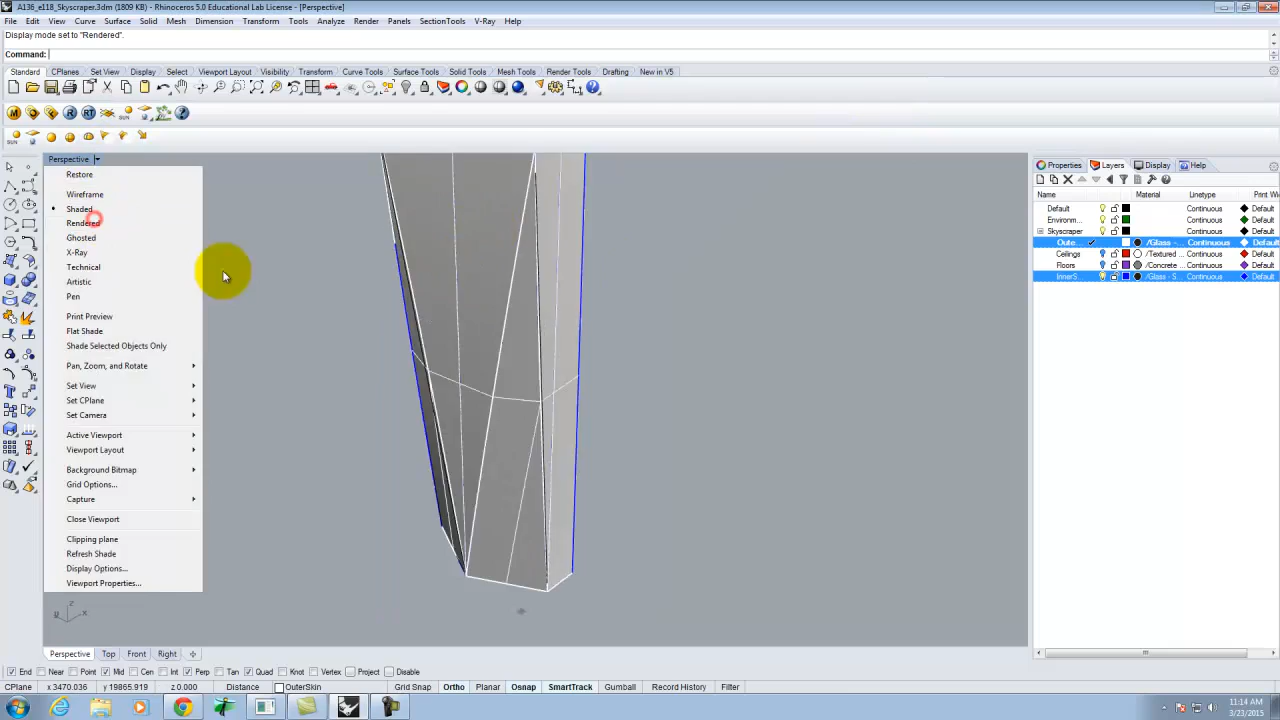 A136_e118_Skyscraper.3dm (1809 KB) - Rhinoceros 5.0 Educational Lab License - [Perspective]
File Edit View Curve Surface Solid Mesh Dimension Transform Tools Analyze Render Panels SectionTools V-Ray Help
Display mode set to "Rendered".
Command:
Standard CPlanes Set View Display Select Viewport Layout Visibility Transform Curve Tools Surface Tools Solid Tools Mesh Tools Render Tools Drafting New in V5
Perspective
Restore
Wireframe
Shaded
Rendered
Ghosted
X-Ray
Technical
Artistic
Pen
Print Preview
Flat Shade
Shade Selected Objects Only
Pan, Zoom, and Rotate
Set View
Set CPlane
Set Camera
Active Viewport
Viewport Layout
Background Bitmap
Grid Options...
Capture
Close Viewport
Clipping plane
Refresh Shade
Display Options...
Viewport Properties...
z
y x
Properties Layers Display Help
Name Material Linetype Print Wi
Default Continuous Default
Environm... Continuous Default
Skyscraper Continuous Default
Oute... /Glass -... Continuous Default
Ceilings /Textured... Continuous Default
Floors /Concrete... Continuous Default
InnerS... /Glass - S... Continuous Default
Perspective Top Front Right
End Near Point Mid Cen Int Perp Tan Quad Knot Vertex Project Disable
CPlane x 3470.036 y 19865.919 z 0.000 Distance OuterSkin Grid Snap Ortho Planar Osnap SmartTrack Gumball Record History Filter
11:14 AM
3/23/2015